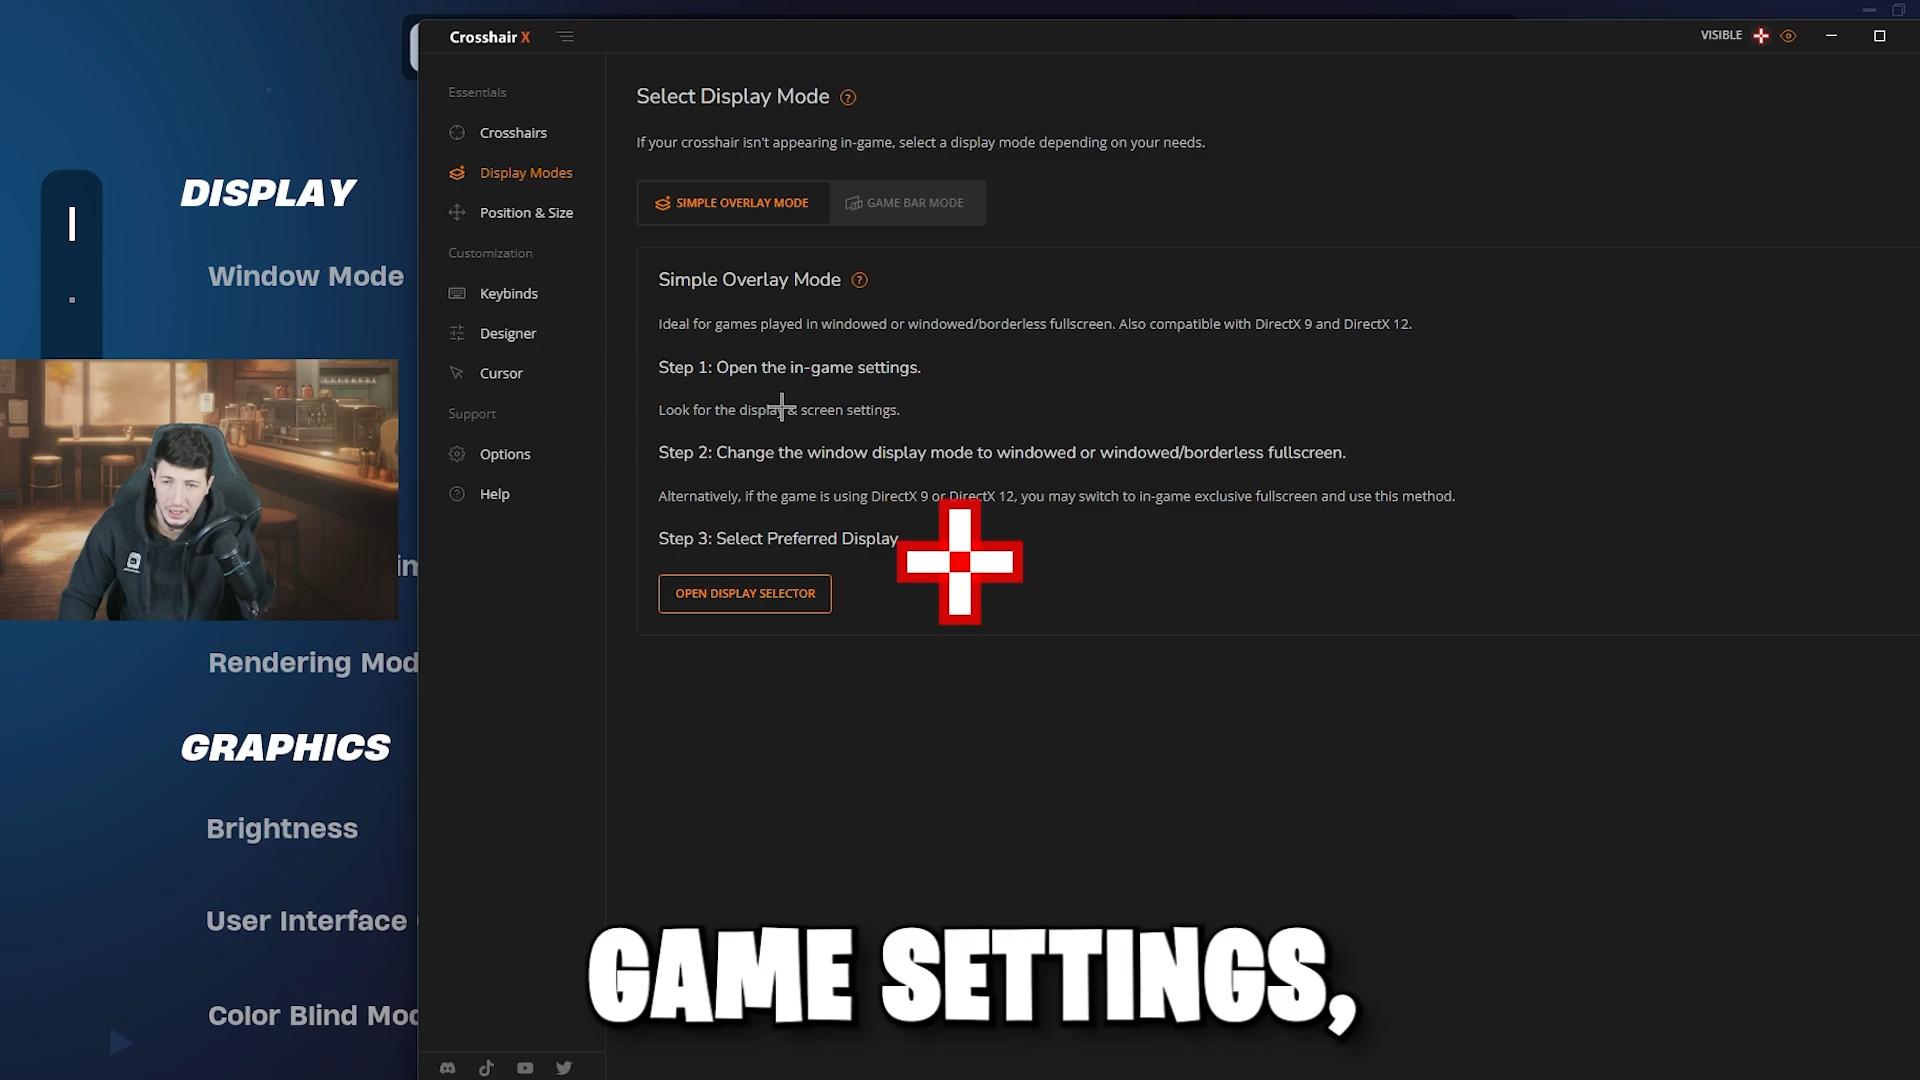 Crosshair X
VISIBLE
Essentials
Crosshairs
Display Modes
Position & Size
Customization
Keybinds
Designer
Cursor
Support
Options
Help
Select Display Mode
If your crosshair isn't appearing in-game, select a display mode depending on your needs.
SIMPLE OVERLAY MODE
GAME BAR MODE
Simple Overlay Mode
Ideal for games played in windowed or windowed/borderless fullscreen. Also compatible with DirectX 9 and DirectX 12.
Step 1: Open the in-game settings.
Look for the display & screen settings.
Step 2: Change the window display mode to windowed or windowed/borderless fullscreen.
Alternatively, if the game is using DirectX 9 or DirectX 12, you may switch to in-game exclusive fullscreen and use this method.
Step 3: Select Preferred Display
OPEN DISPLAY SELECTOR
DISPLAY
Window Mode
Rendering Mod
GRAPHICS
Brightness
User Interface
Color Blind Mod
GAME SETTINGS,